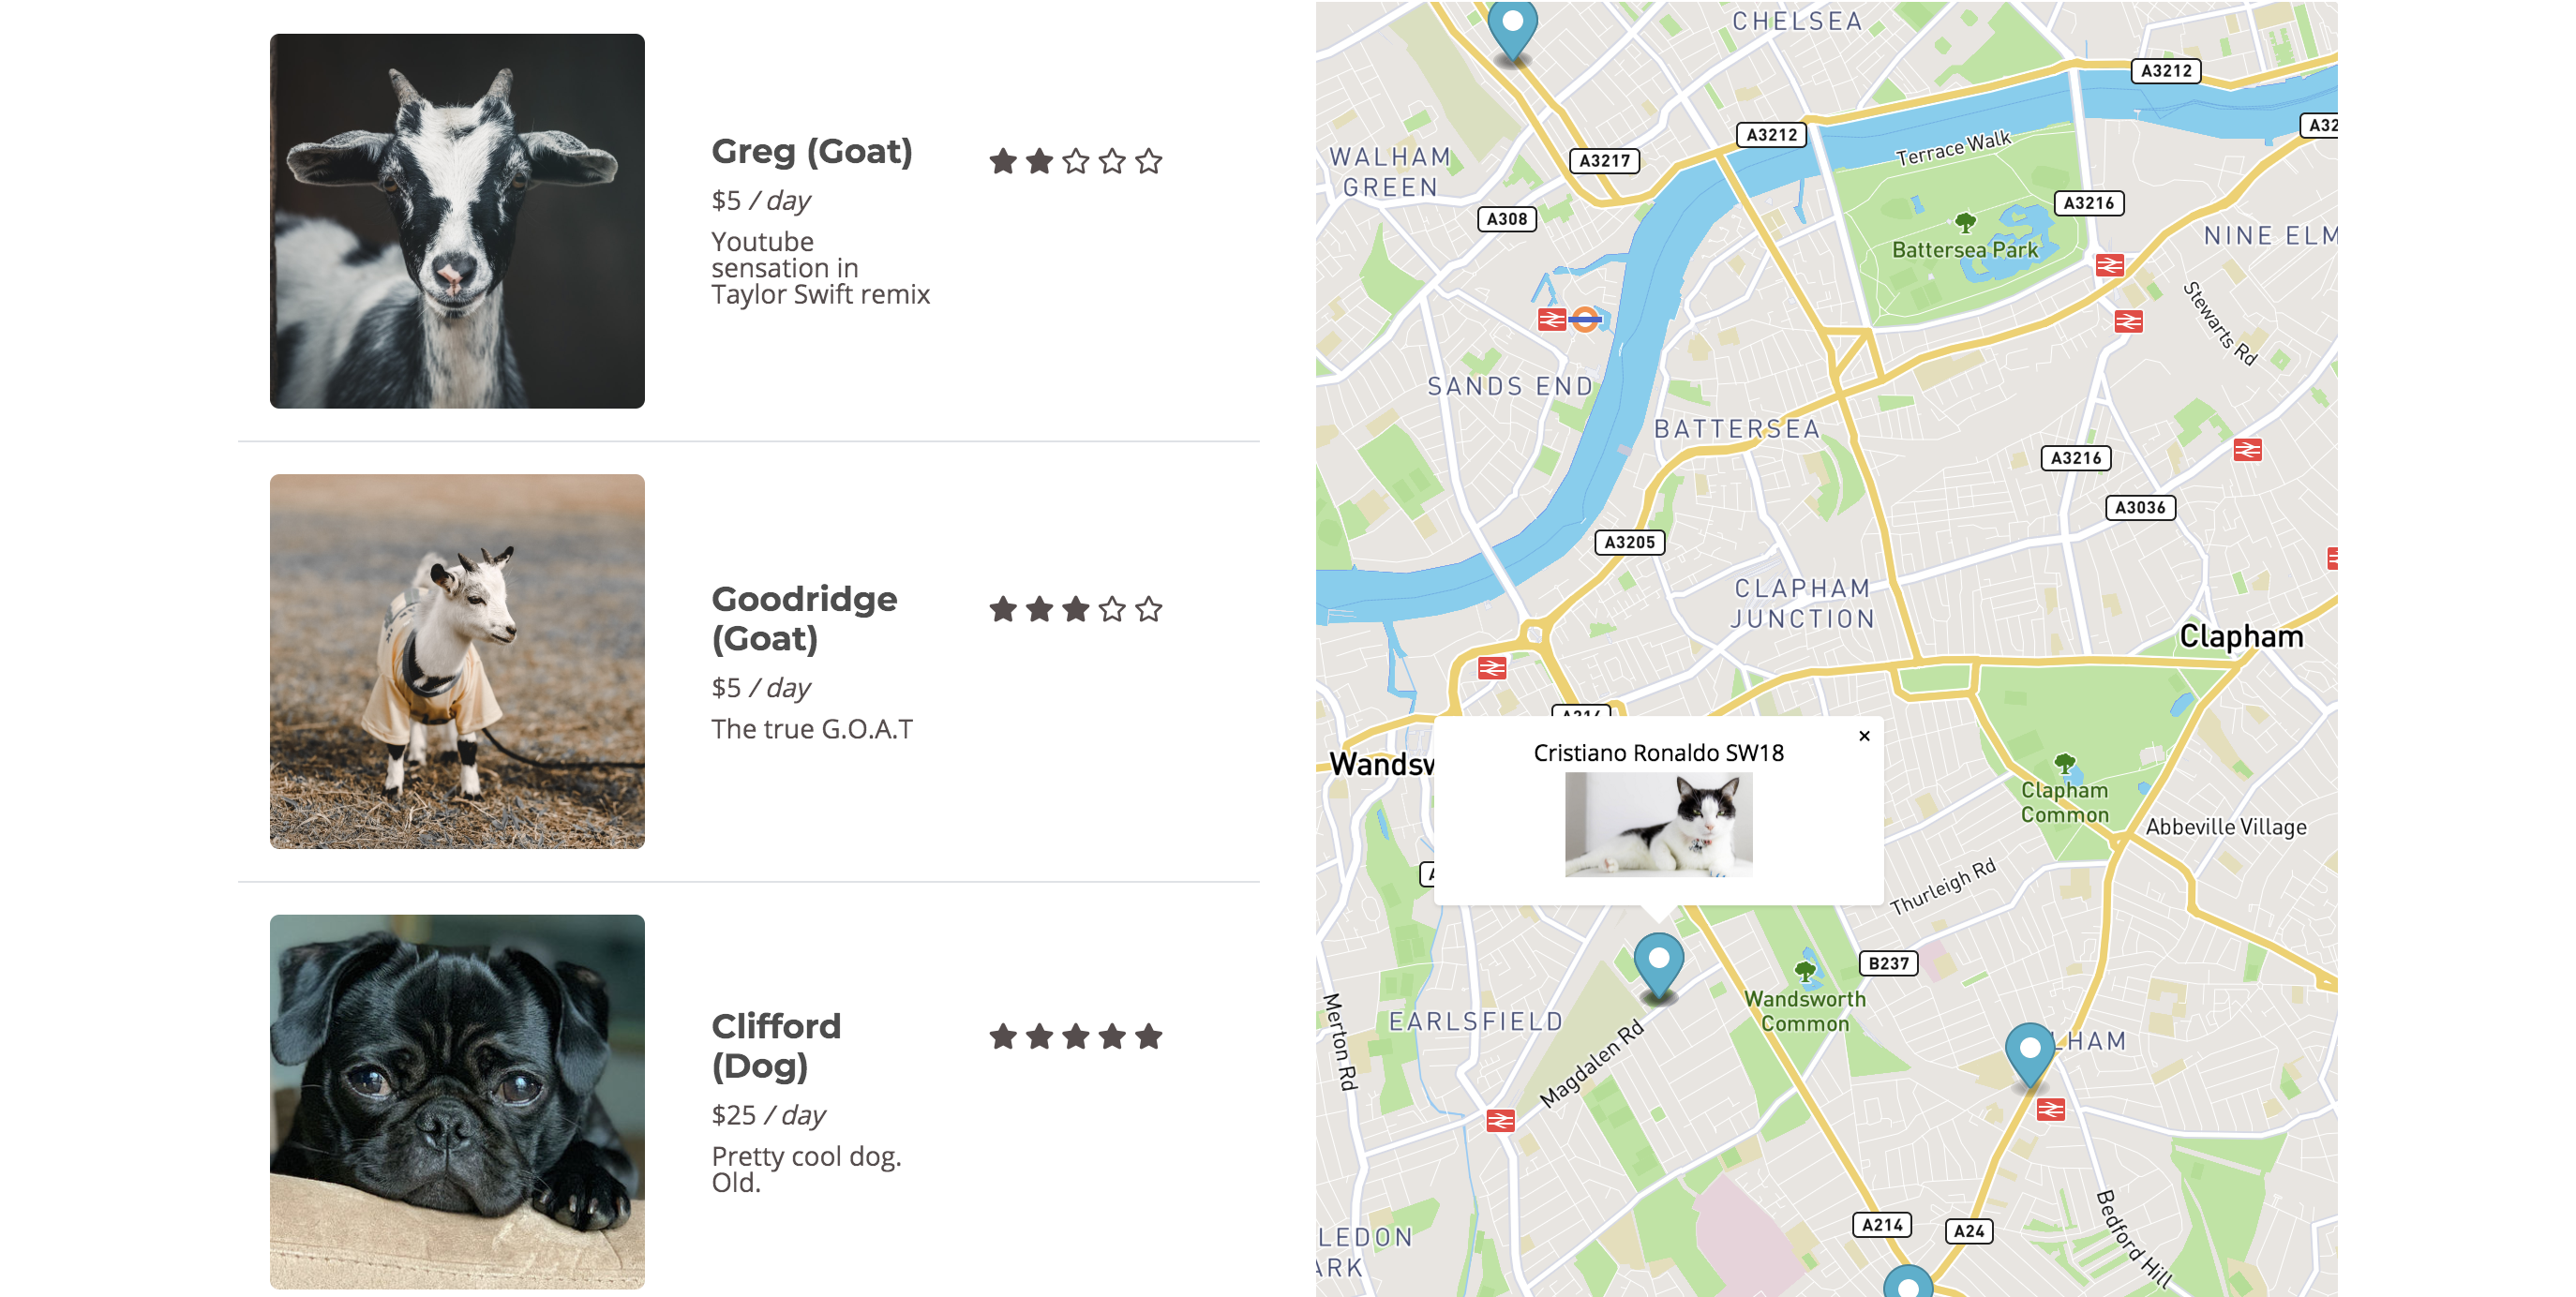 Greg (Goat)
$5 / day
Youtube
sensation in
Taylor Swift remix
Goodridge
(Goat)
$5 / day
The true G.O.A.T
Clifford
(Dog)
$25 / day
Pretty cool dog.
Old.
CHELSEA
A3212
A32
A3212
Terrace Walk
WALHAM
GREEN
A3217
A308
A3216
Battersea Park
NINE ELM
Stewarts Rd
SANDS END
BATTERSEA
A3216
A3036
A3205
CLAPHAM
JUNCTION
Clapham
A214
Cristiano Ronaldo SW18
×
Wandsw
Clapham
Common
Abbeville Village
Thurleigh Rd
A
B237
Wandsworth
Common
EARLSFIELD
Merton Rd
Magdalen Rd
LHAM
Bedford Hill
A214
A24
LEDON
ARK